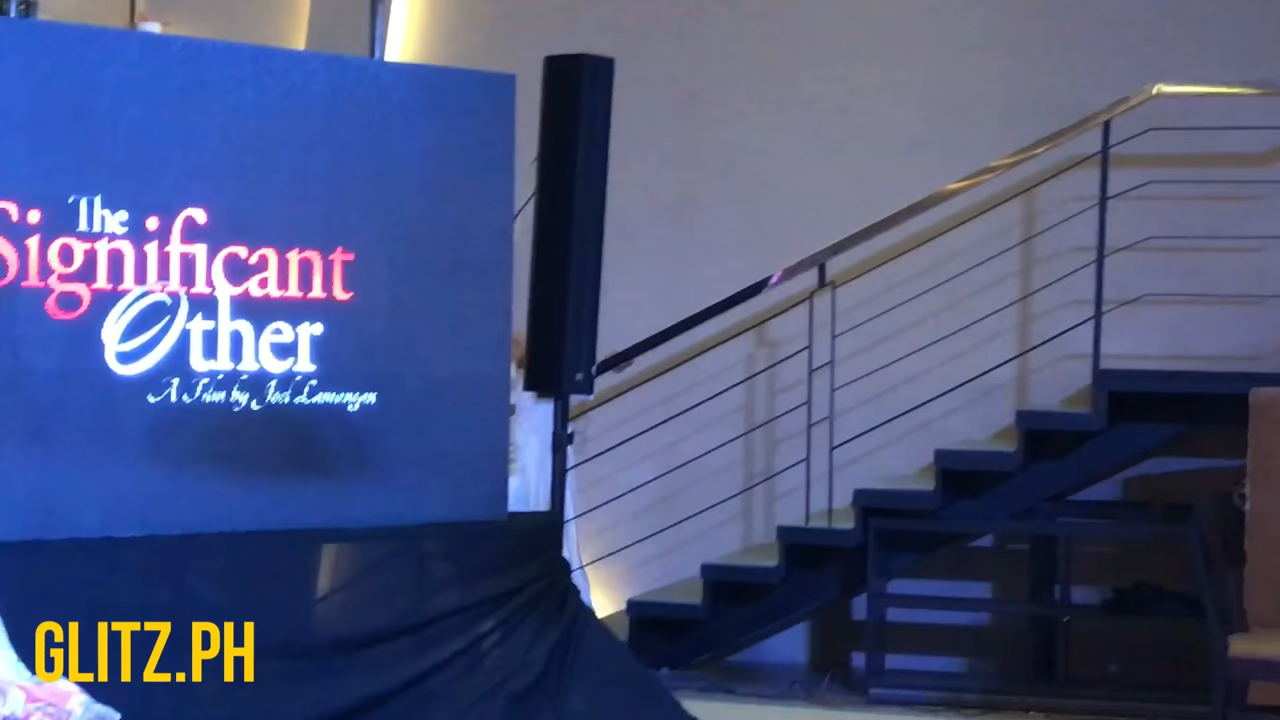 The
Significant
Other
A Film by Joel Lamangan
GLITZ.PH